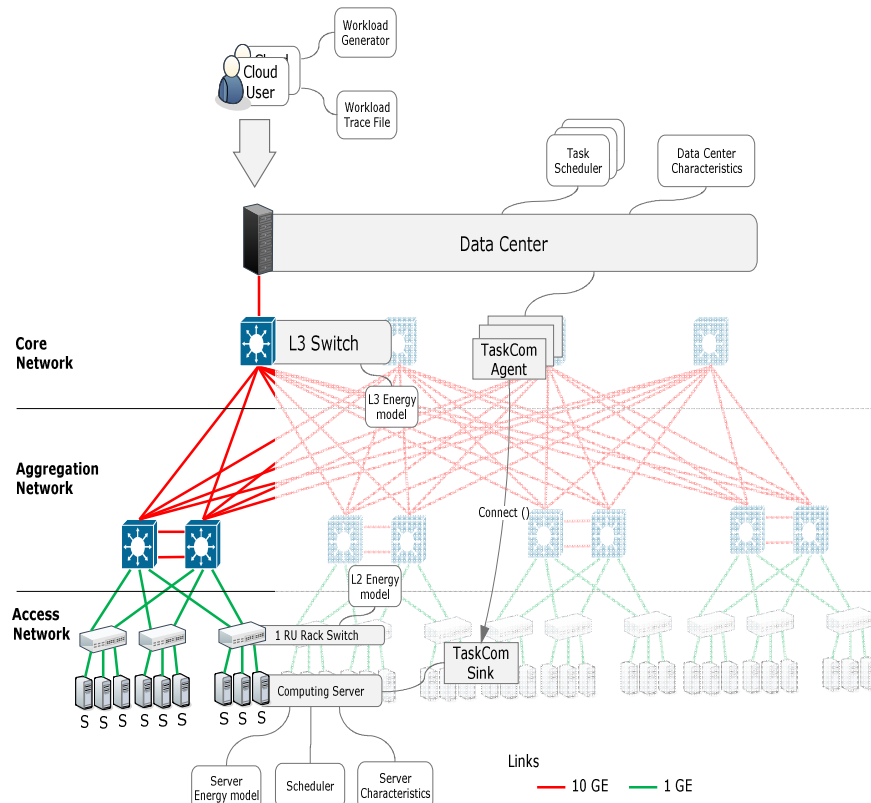 Workload
Generator
Cloud
Cloud
User
Workload
Trace File
Task
Scheduler
Data Center
Characteristics
Data Center
Core
Network
L3 Switch
TaskCom
Agent
L3 Energy
model
Aggregation
Network
Connect ()
L2 Energy
model
Access
Network
1 RU Rack Switch
TaskCom
Sink
Computing Server
S S S S S S S S S
Server
Energy model
Scheduler
Server
Characteristics
Links
10 GE
1 GE